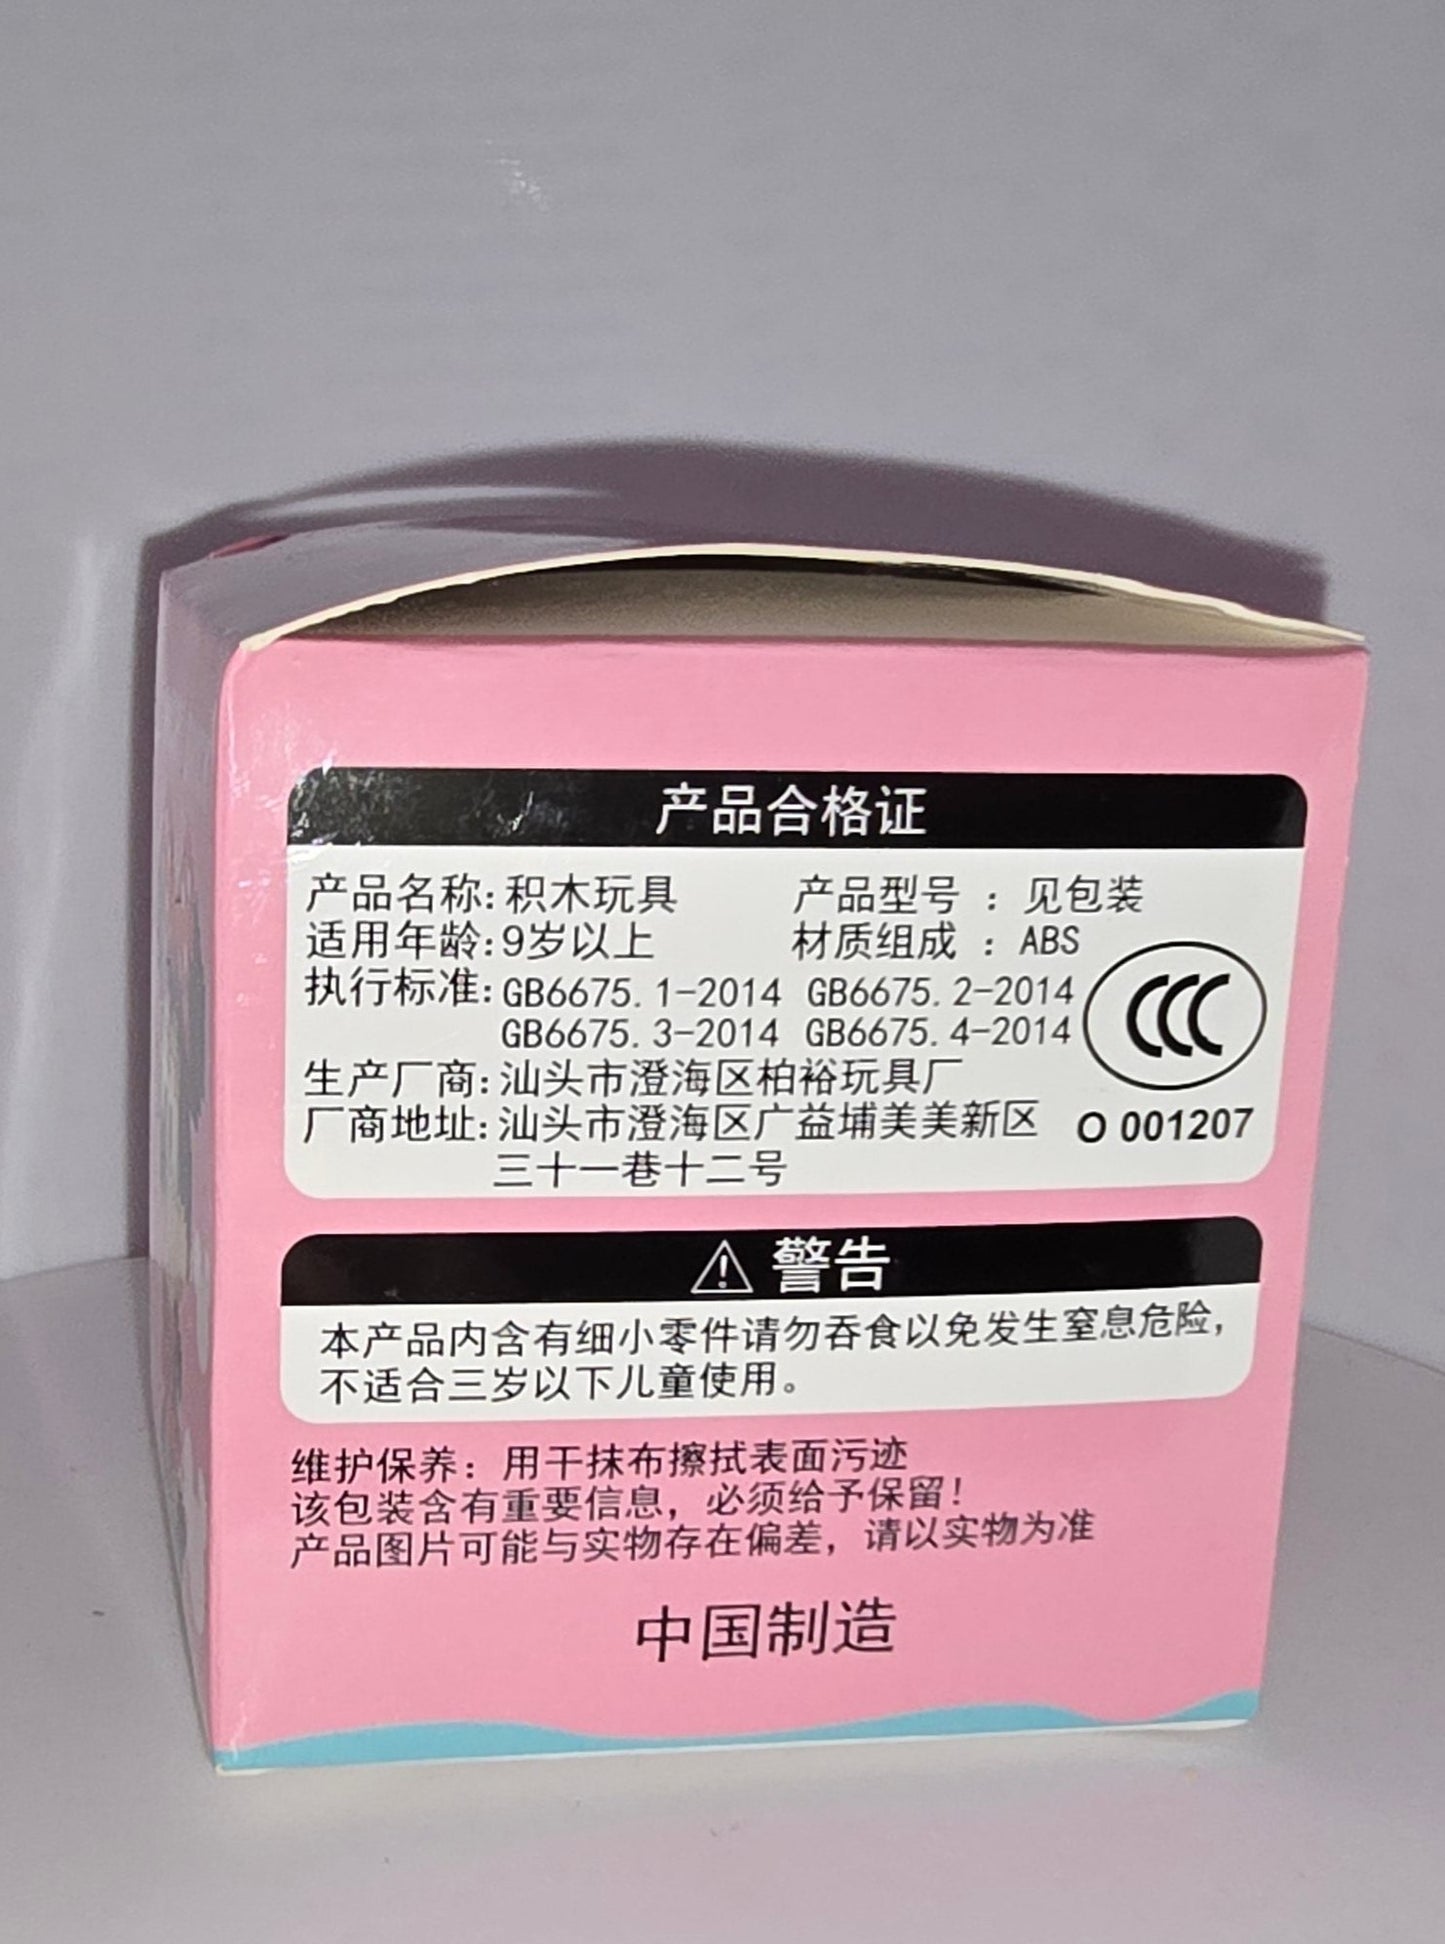 产品合格证
产品名称:积木玩具 产品型号 : 见包装
适用年龄:9岁以上 材质组成 : ABS
执行标准:GB6675.1-2014 GB6675.2-2014
GB6675.3-2014 GB6675.4-2014
CCC
生产厂商:汕头市澄海区柏裕玩具厂
厂商地址:汕头市澄海区广益埔美美新区
O 001207
三十一巷十二号
警告
本产品内含有细小零件请勿吞食以免发生窒息危险,
不适合三岁以下儿童使用。
维护保养: 用干抹布擦拭表面污迹
该包装含有重要信息, 必须给予保留!
产品图片可能与实物存在偏差, 请以实物为准
中国制造